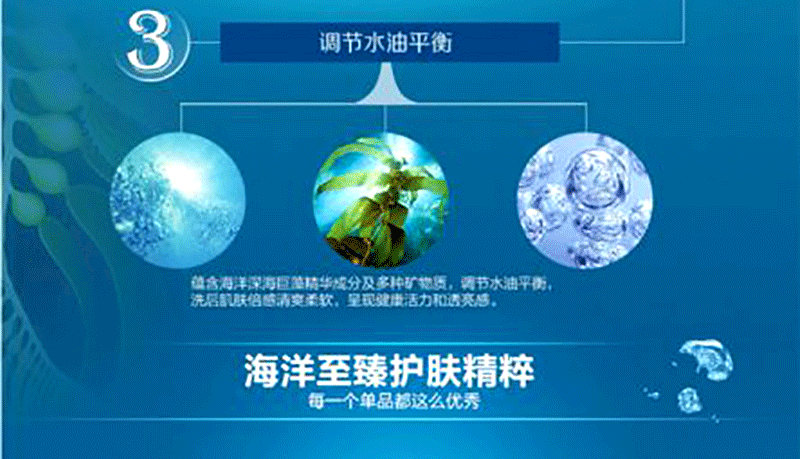 3
调节水油平衡
蕴含海洋深海巨藻精华成分及多种矿物质，调节水油平衡，
洗后肌肤倍感清爽柔软，呈现健康活力和透亮感。
海洋至臻护肤精粹
每一个单品都这么优秀